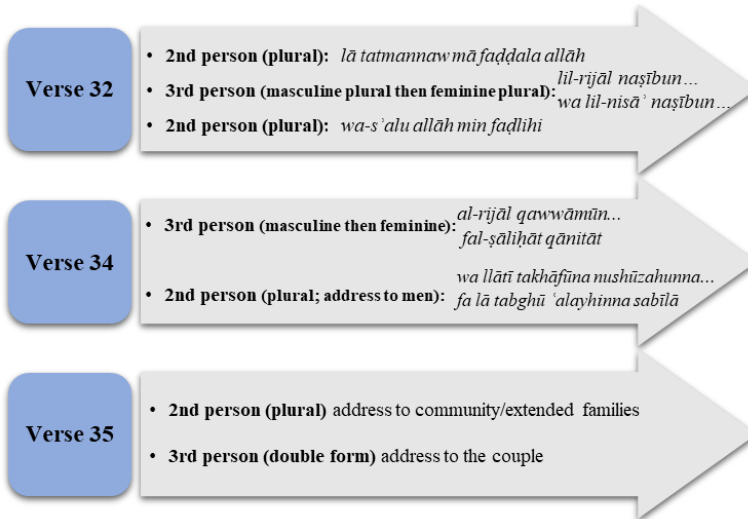 Verse 32
• 2nd person (plural): lā tatmannaw mā faḍḍala allāh
• 3rd person (masculine plural then feminine plural): lil-rijāl naṣībun…
wa lil-nisāʾ naṣībun…
• 2nd person (plural): wa-sʾalu allāh min faḍlihi
Verse 34
• 3rd person (masculine then feminine): al-rijāl qawwāmūn…
fal-ṣāliḥāt qānitāt
• 2nd person (plural; address to men): wa llātī takhāfūna nushūzahunna…
fa lā tabghū ʿalayhinna sabīlā
Verse 35
• 2nd person (plural) address to community/extended families
• 3rd person (double form) address to the couple